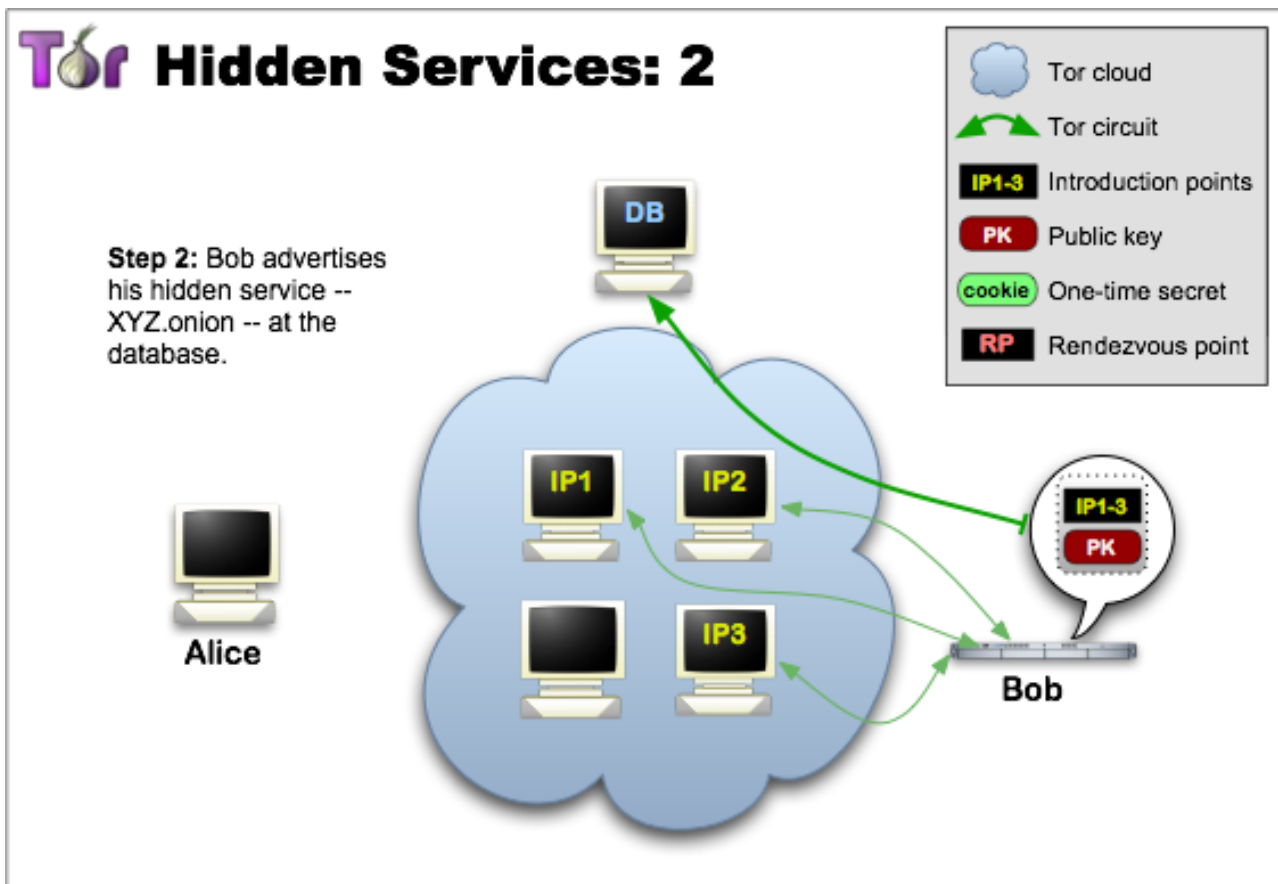 Tor Hidden Services: 2
Tor cloud
Tor circuit
IP1-3 Introduction points
PK Public key
cookie One-time secret
RP Rendezvous point
DB
Step 2: Bob advertises
his hidden service --
XYZ.onion -- at the
database.
IP1 IP2
IP1-3
PK
IP3
Alice
Bob